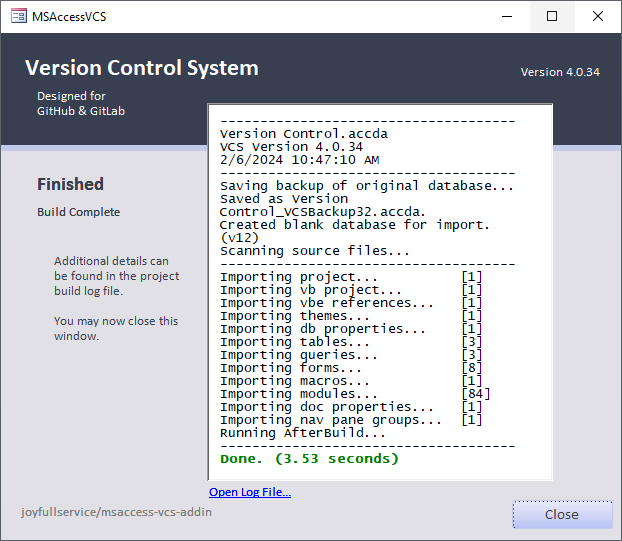 MSAccessVCS
Version Control System
Version 4.0.34
Designed for
GitHub & GitLab
----------------------------------------
Version Control.accda
VCS Version 4.0.34
2/6/2024 10:47:10 AM
----------------------------------------
Saving backup of original database...
Saved as Version
Control_VCSBackup32.accda.
Created blank database for import.
(v12)
Scanning source files...
----------------------------------------
Importing project... [1]
Importing vb project... [1]
Importing vbe references... [1]
Importing themes... [1]
Importing db properties... [1]
Importing tables... [3]
Importing queries... [3]
Importing forms... [8]
Importing macros... [1]
Importing modules... [84]
Importing doc properties... [1]
Importing nav pane groups... [1]
Running AfterBuild...
----------------------------------------
Done. (3.53 seconds)
Finished
Build Complete
Additional details can
be found in the project
build log file.
You may now close this
window.
Open Log File...
joyfullservice/msaccess-vcs-addin
Close